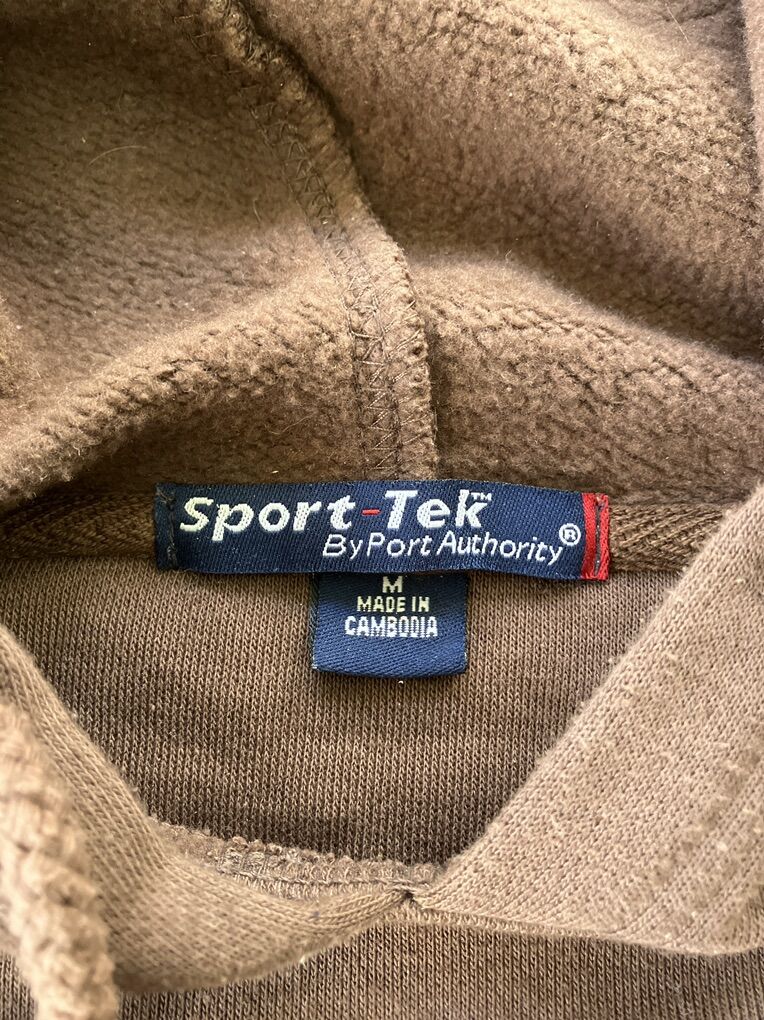 Sport-Tek™
By Port Authority®
M
MADE IN
CAMBODIA